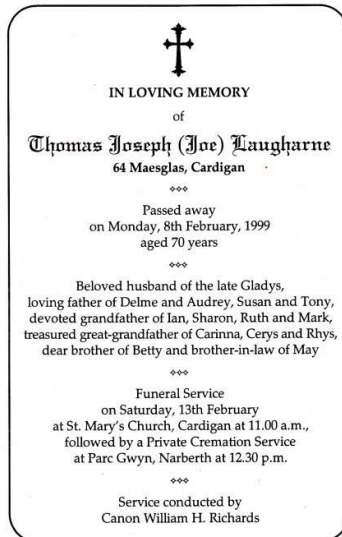 IN LOVING MEMORY
of
Thomas Joseph (Joe) Laugharne
64 Maesglas, Cardigan
Passed away
on Monday, 8th February, 1999
aged 70 years
Beloved husband of the late Gladys,
loving father of Delme and Audrey, Susan and Tony,
devoted grandfather of Ian, Sharon, Ruth and Mark,
treasured great-grandfather of Carinna, Cerys and Rhys,
dear brother of Betty and brother-in-law of May
Funeral Service
on Saturday, 13th February
at St. Mary's Church, Cardigan at 11.00 a.m.,
followed by a Private Cremation Service
at Parc Gwyn, Narberth at 12.30 p.m.
Service conducted by
Canon William H. Richards